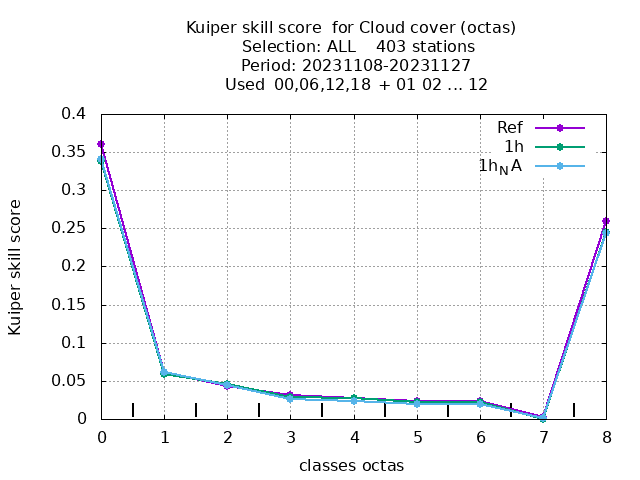 Kuiper skill score  for Cloud cover (octas)
Selection: ALL    403 stations
Period: 20231108-20231127
Used  00,06,12,18  + 01 02 ... 12
Ref
1h
1h_NA
0.4
0.35
0.3
0.25
0.2
0.15
0.1
0.05
0
Kuiper skill score
0 1 2 3 4 5 6 7 8
classes octas